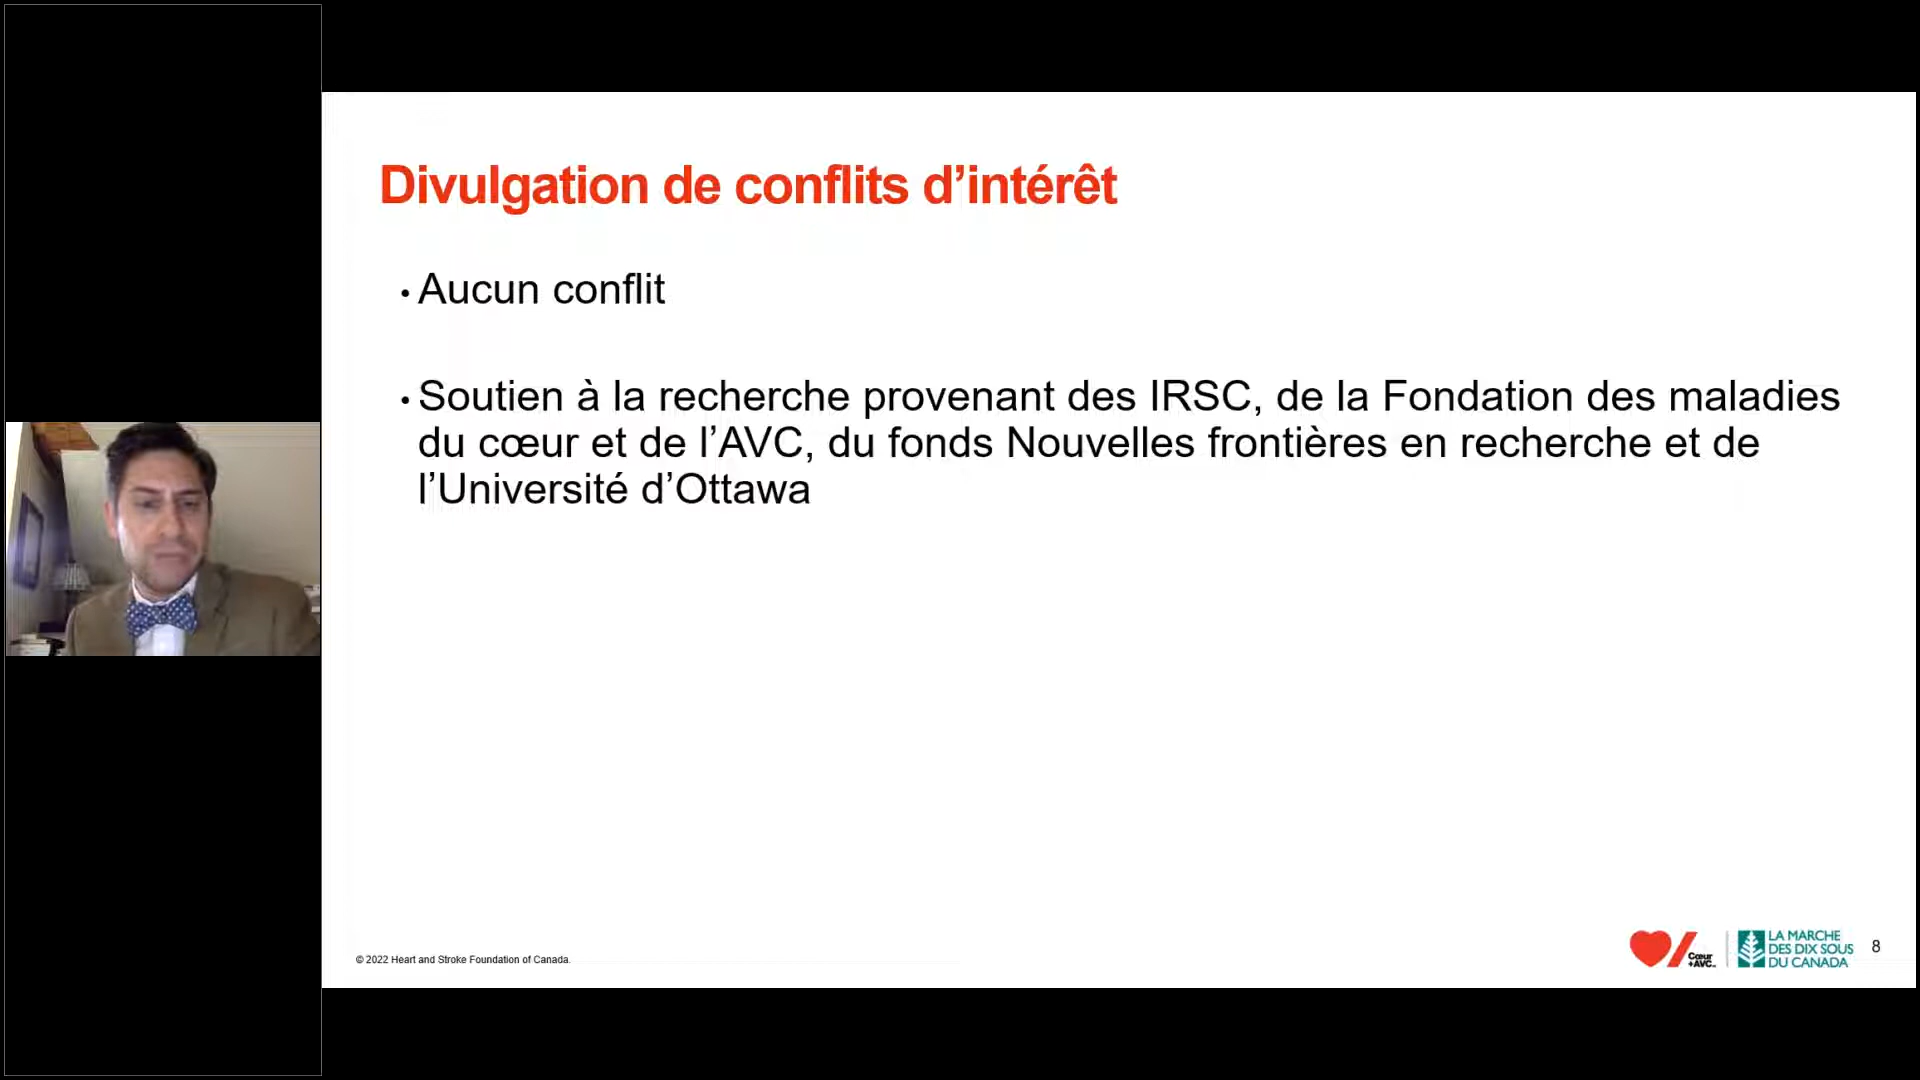 Divulgation de conflits d’intérêt
• Aucun conflit
• Soutien à la recherche provenant des IRSC, de la Fondation des maladies
du cœur et de l’AVC, du fonds Nouvelles frontières en recherche et de
l’Université d’Ottawa
© 2022 Heart and Stroke Foundation of Canada.
Cœur
+AVC™
LA MARCHE
DES DIX SOUS
DU CANADA
8